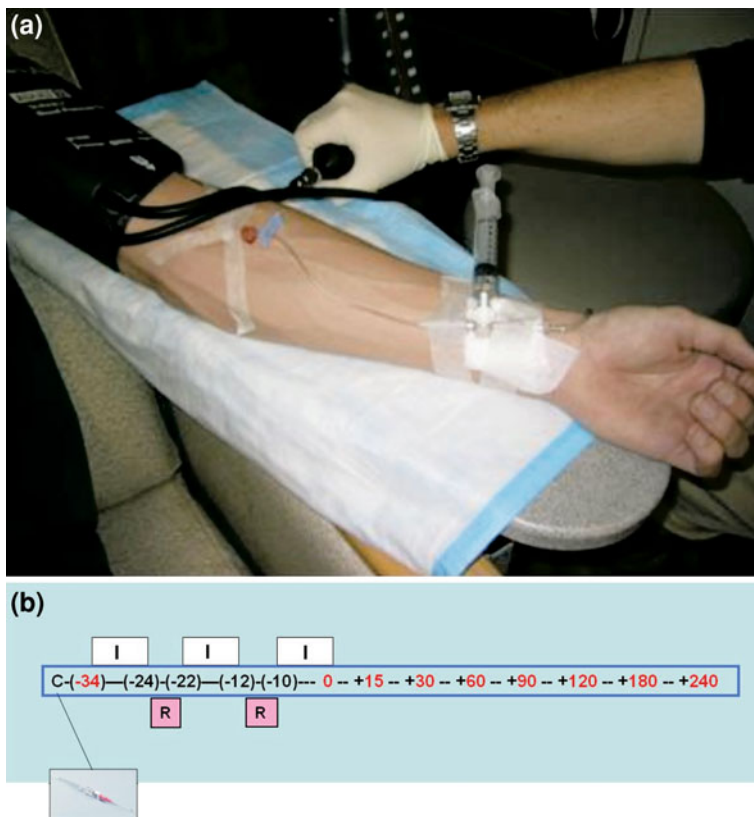 (a)
(b)
I I I
C-(-34)—(-24)-(-22)—(-12)-(-10)--- 0 -- +15 -- +30 -- +60 -- +90 -- +120 -- +180 -- +240
R R